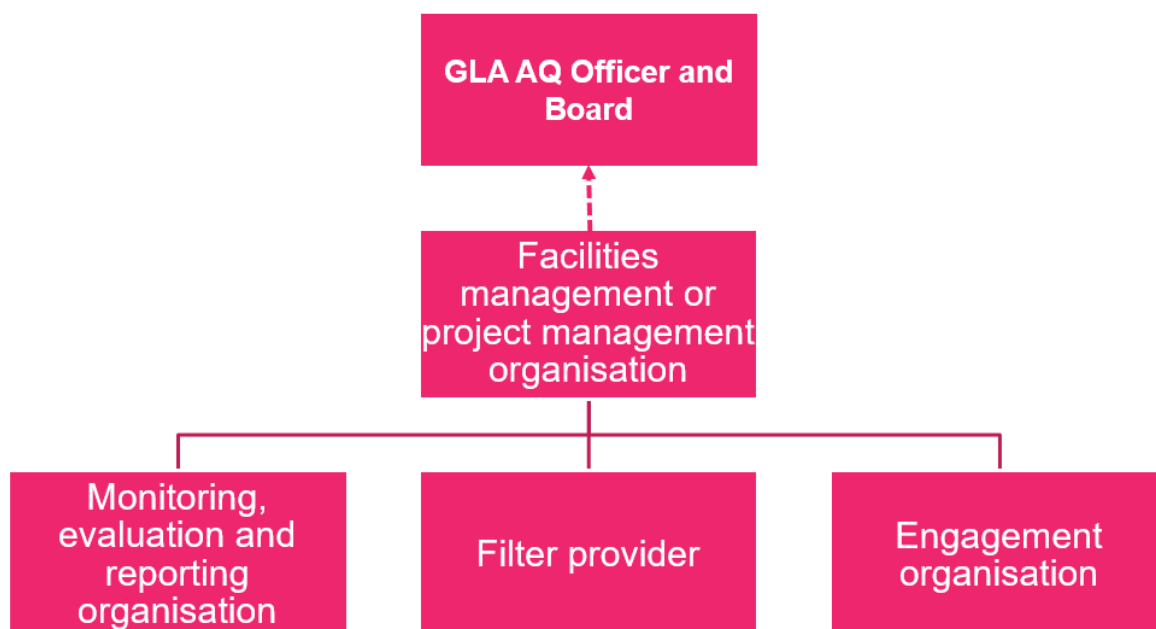 GLA AQ Officer and
Board
Facilities
management or
project management
organisation
Monitoring,
evaluation and
reporting
organisation
Filter provider
Engagement
organisation